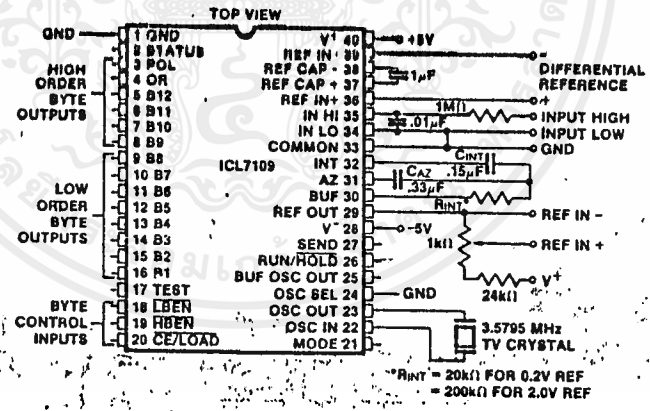 TOP VIEW
GND
1 GND
2 STATUS
3 POL
4 OR
5 B12
6 B11
7 B10
8 B9
9 B8
10 B7
11 B6
12 B5
13 B4
14 B3
15 B2
16 B1
17 TEST
18 LBEN
19 HBEN
20 CE/LOAD
HIGH
ORDER
BYTE
OUTPUTS
LOW
ORDER
BYTE
OUTPUTS
BYTE
CONTROL
INPUTS
ICL7109
V+ 40
REF IN- 39
REF CAP - 38
REF CAP + 37
REF IN+ 36
IN HI 35
IN LO 34
COMMON 33
INT 32
AZ 31
BUF 30
REF OUT 29
V- 28
SEND 27
RUN/HOLD 26
BUF OSC OUT 25
OSC SEL 24
OSC OUT 23
OSC IN 22
MODE 21
+5V
-
1µF
DIFFERENTIAL
REFERENCE
+
1MΩ
.01µF
INPUT HIGH
INPUT LOW
GND
CINT
.15µF
CAZ
.33µF
RINT
REF IN -
-5V
1kΩ
REF IN +
24kΩ
V+
GND
3.5795 MHz
TV CRYSTAL
*RINT = 20kΩ FOR 0.2V REF
= 200kΩ FOR 2.0V REF